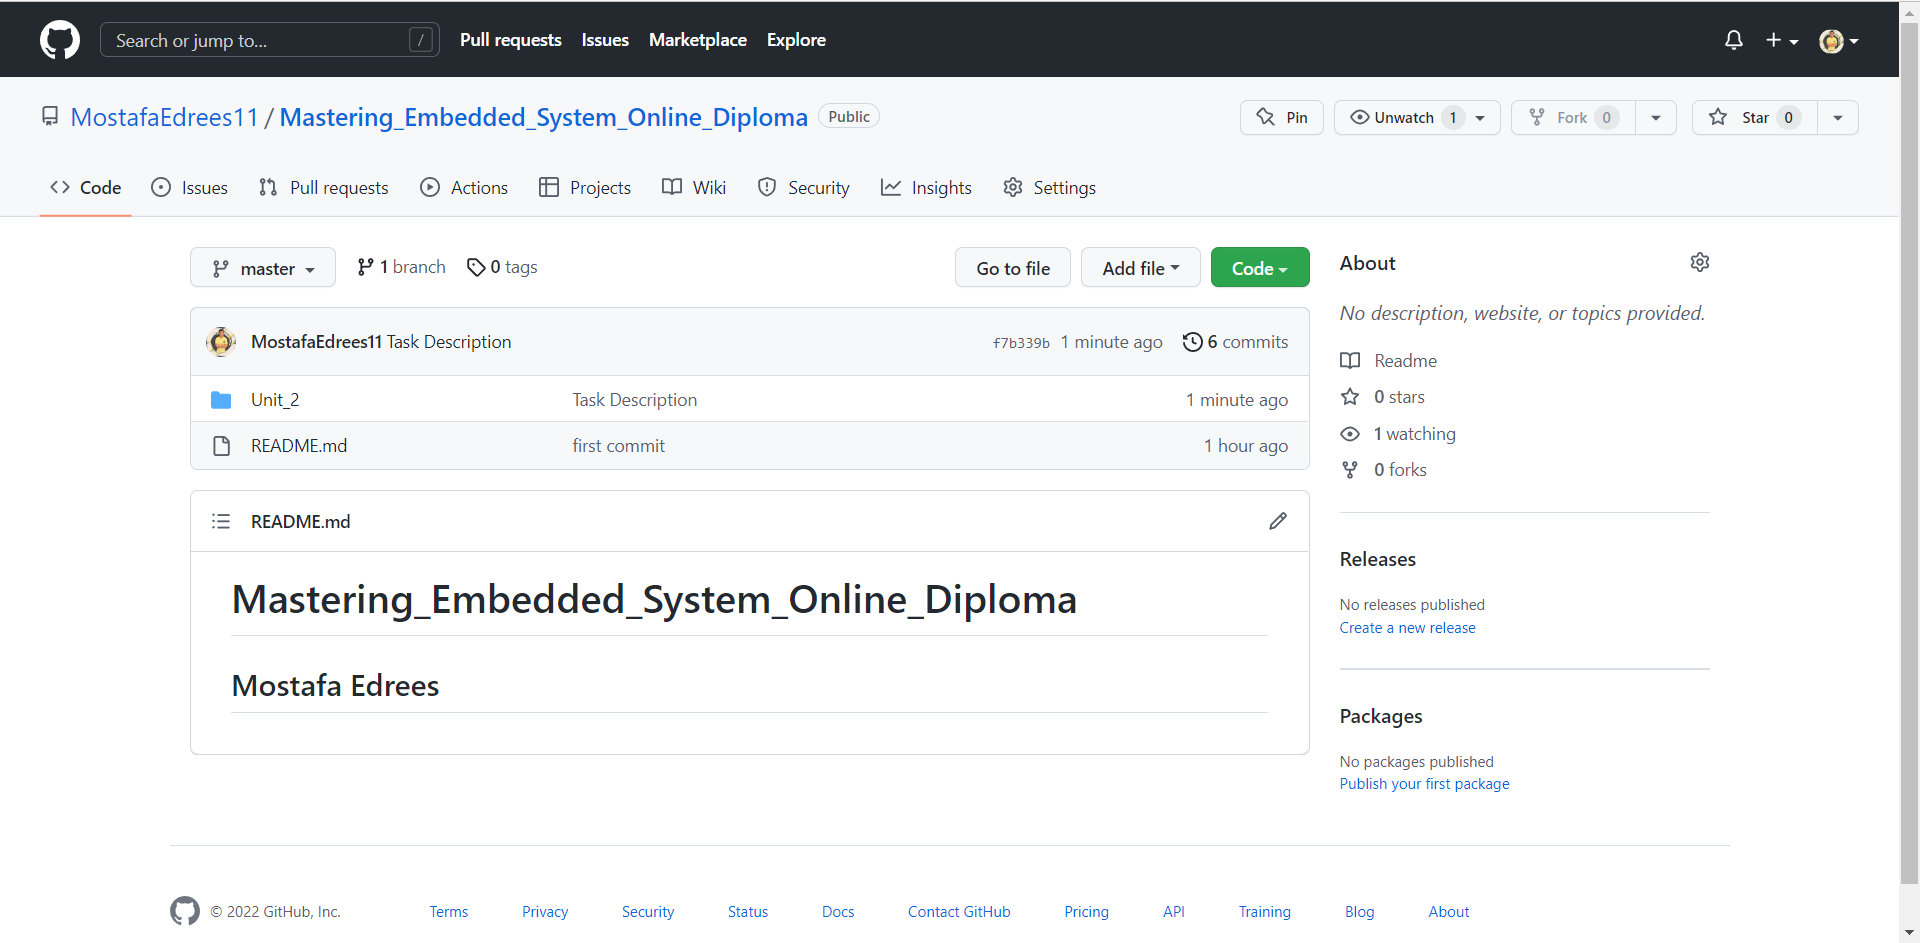 Search or jump to... / Pull requests Issues Marketplace Explore
MostafaEdrees11 / Mastering_Embedded_System_Online_Diploma Public Pin Unwatch 1 Fork 0 Star 0
Code Issues Pull requests Actions Projects Wiki Security Insights Settings
master 1 branch 0 tags Go to file Add file Code
MostafaEdrees11 Task Description f7b339b 1 minute ago 6 commits
Unit_2 Task Description 1 minute ago
README.md first commit 1 hour ago
README.md
Mastering_Embedded_System_Online_Diploma
Mostafa Edrees
About
No description, website, or topics provided.
Readme
0 stars
1 watching
0 forks
Releases
No releases published
Create a new release
Packages
No packages published
Publish your first package
© 2022 GitHub, Inc. Terms Privacy Security Status Docs Contact GitHub Pricing API Training Blog About